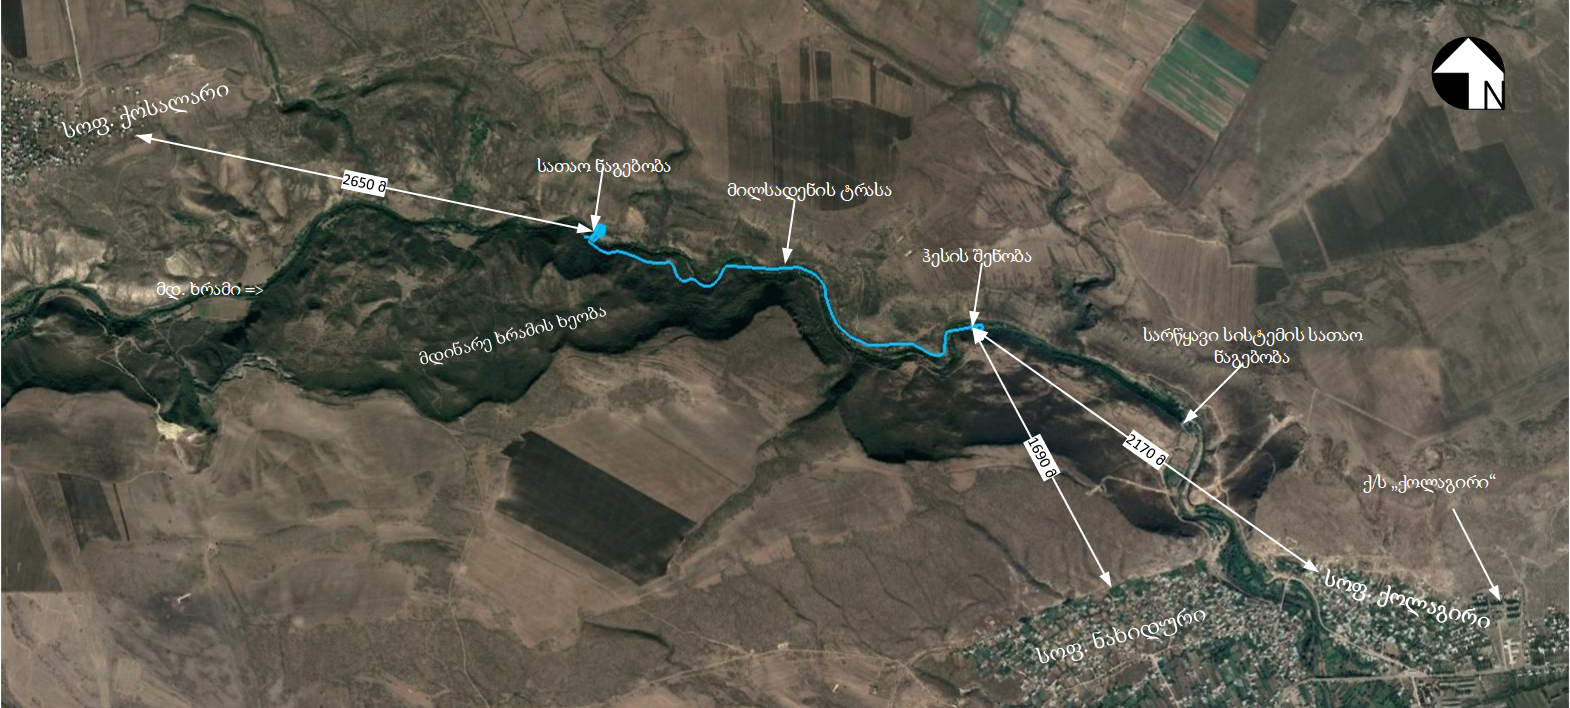 N
სოფ. ქოსალარი
2650 მ
სათაო ნაგებობა
მილსადენის ტრასა
ჰესის შენობა
მდ. ხრამი =>
მდინარე ხრამის ხეობა
სარწყავი სისტემის სათაო
ნაგებობა
1690 მ
2170 მ
ქ/ს „ქოლაგირი“
სოფ. ქოლაგირი
სოფ. ნახიდური